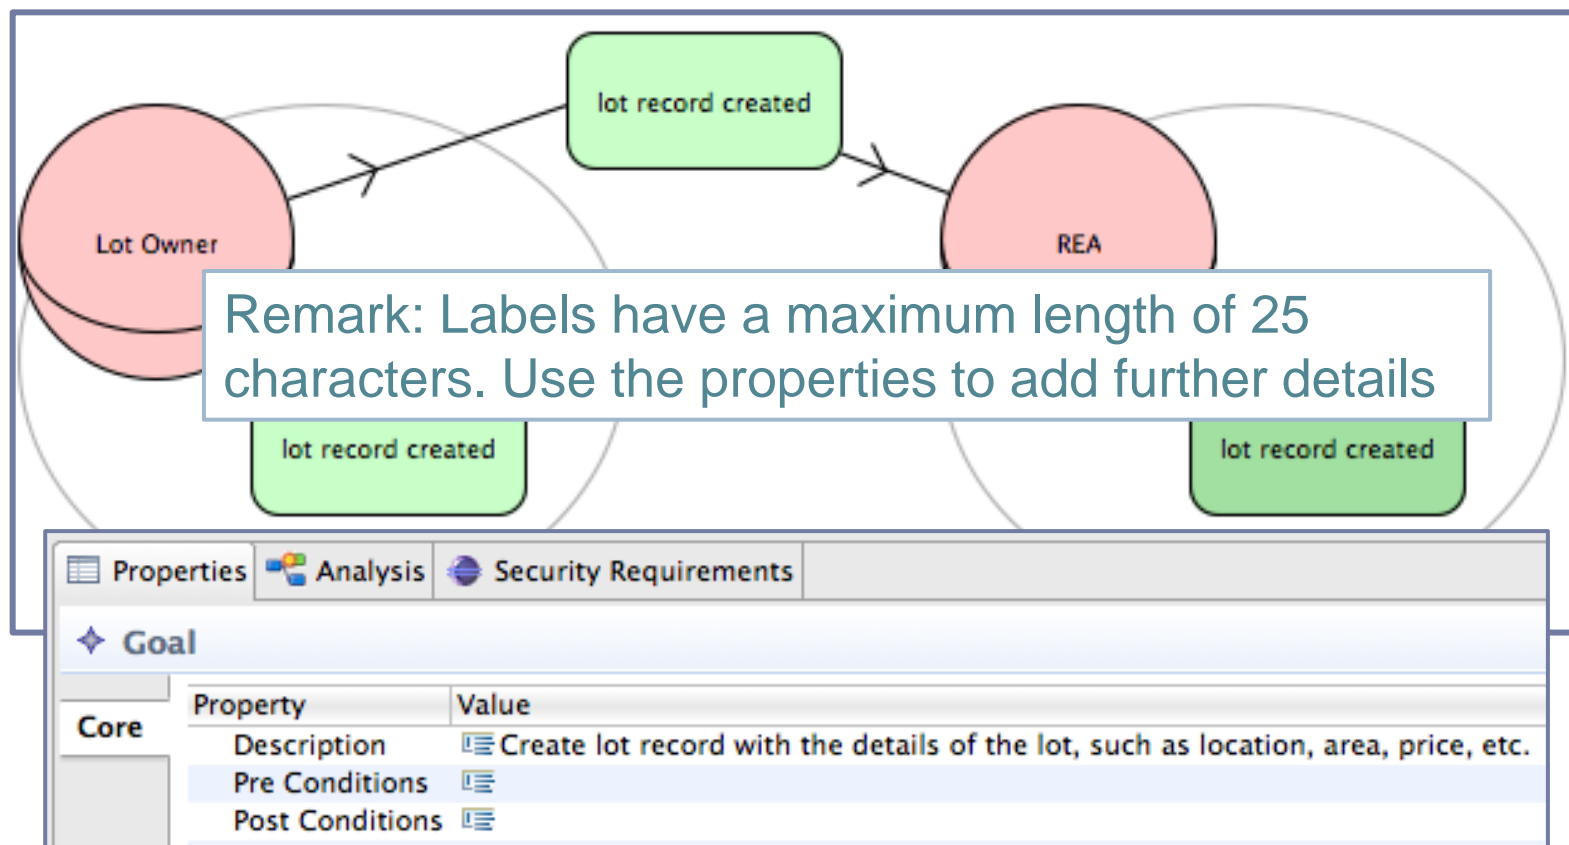 lot record created
Lot Owner
REA
Remark: Labels have a maximum length of 25
characters. Use the properties to add further details
lot record created
lot record created
Properties Analysis Security Requirements
Goal
Core
Property Value
Description Create lot record with the details of the lot, such as location, area, price, etc.
Pre Conditions
Post Conditions